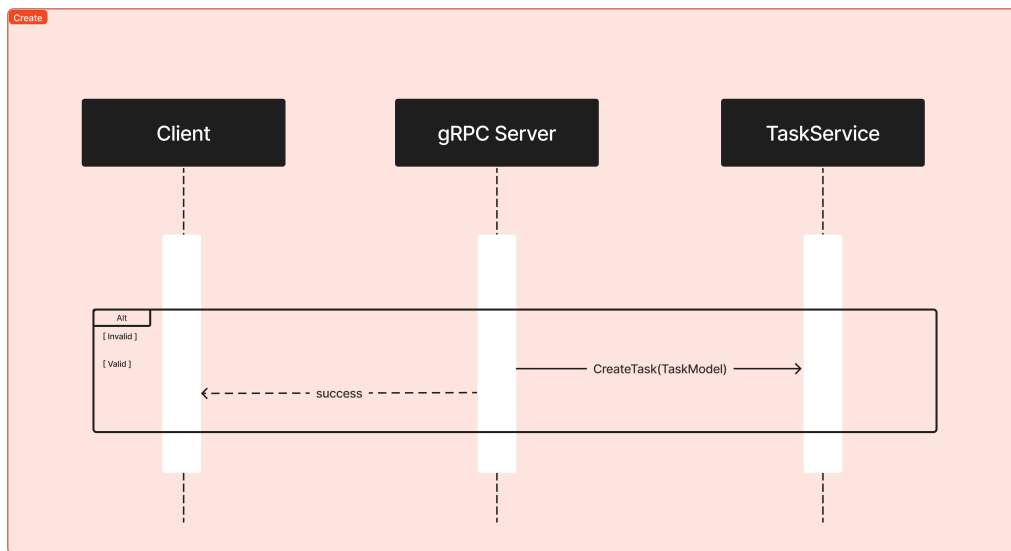 Create
Client
gRPC Server
TaskService
Alt
[ Invalid ]
[ Valid ]
CreateTask(TaskModel)
success